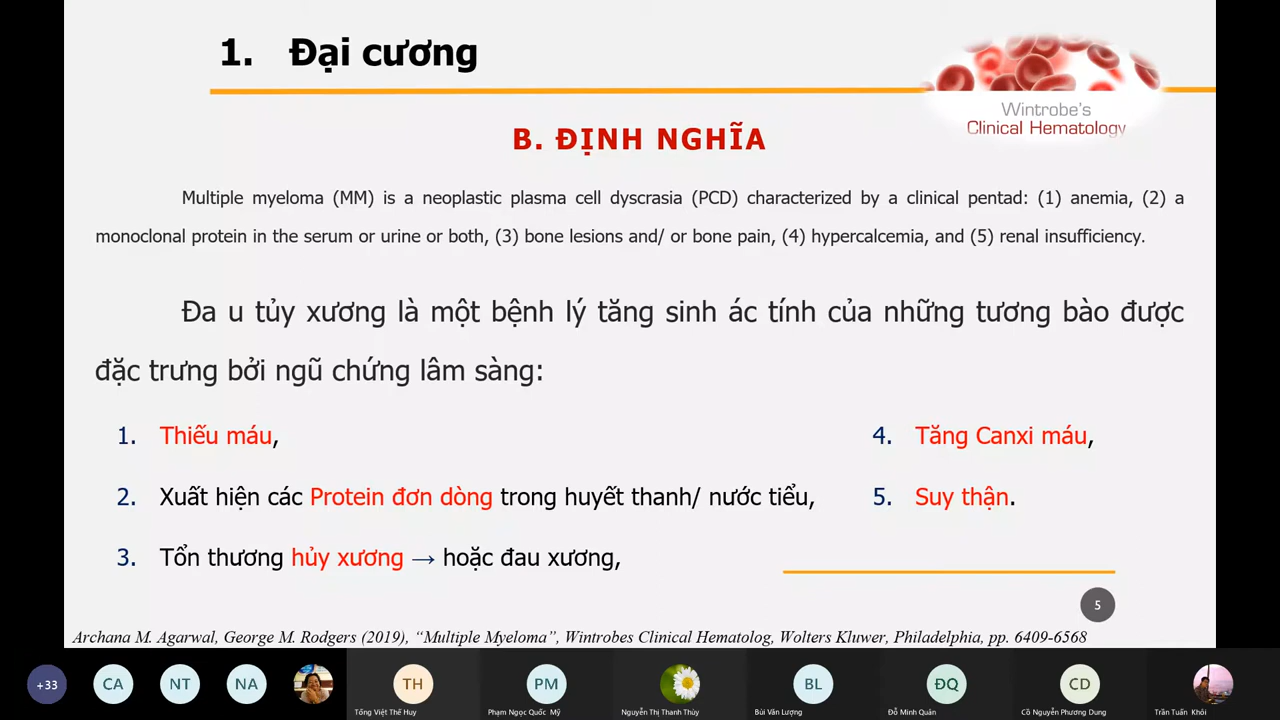 1. Đại cương
Wintrobe's
Clinical Hematology
B. ĐỊNH NGHĨA
Multiple myeloma (MM) is a neoplastic plasma cell dyscrasia (PCD) characterized by a clinical pentad: (1) anemia, (2) a
monoclonal protein in the serum or urine or both, (3) bone lesions and/ or bone pain, (4) hypercalcemia, and (5) renal insufficiency.
Đa u tủy xương là một bệnh lý tăng sinh ác tính của những tương bào được
đặc trưng bởi ngũ chứng lâm sàng:
1. Thiếu máu,
2. Xuất hiện các Protein đơn dòng trong huyết thanh/ nước tiểu,
3. Tổn thương hủy xương → hoặc đau xương,
4. Tăng Canxi máu,
5. Suy thận.
5
Archana M. Agarwal, George M. Rodgers (2019), “Multiple Myeloma”, Wintrobes Clinical Hematolog, Wolters Kluwer, Philadelphia, pp. 6409-6568
+33 CA NT NA TH PM BL ĐQ CD
Tống Việt Thế Huy Phạm Ngọc Quốc Mỹ Nguyễn Thị Thanh Thùy Bùi Văn Lượng Đỗ Minh Quân Cồ Nguyễn Phương Dung Trần Tuấn Khôi